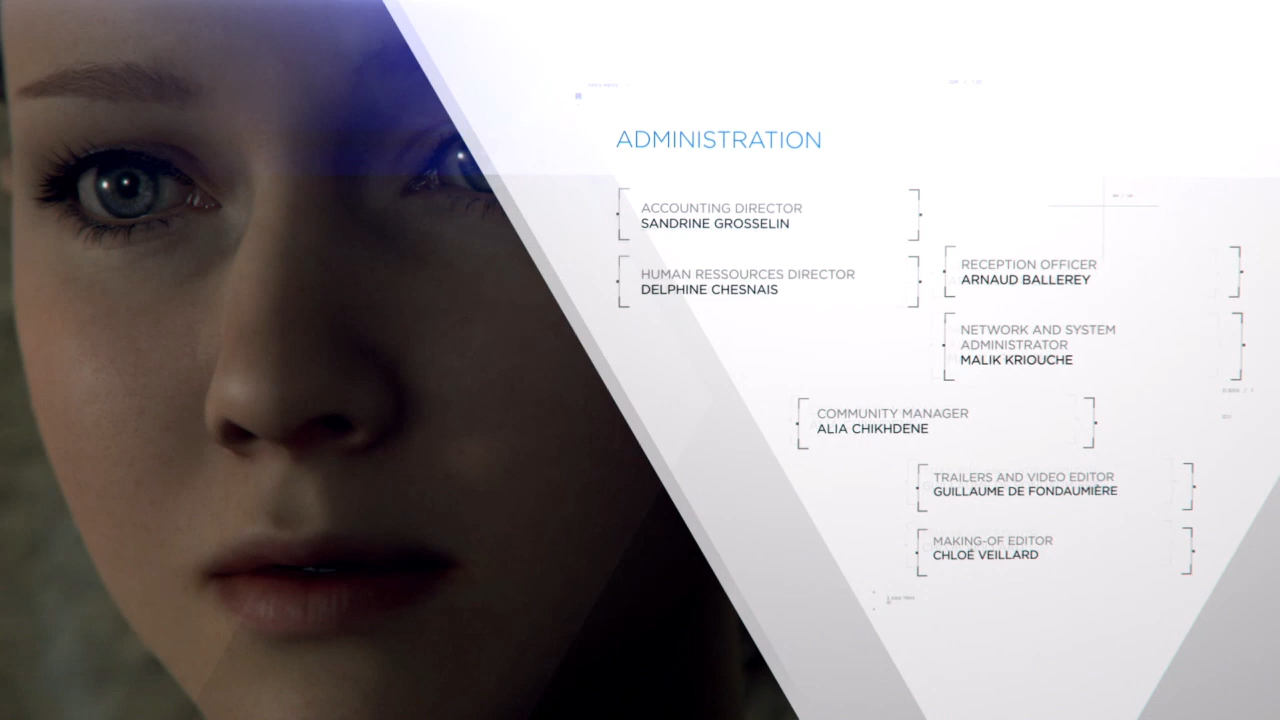 ADMINISTRATION
ACCOUNTING DIRECTOR
SANDRINE GROSSELIN
HUMAN RESSOURCES DIRECTOR
DELPHINE CHESNAIS
RECEPTION OFFICER
ARNAUD BALLEREY
NETWORK AND SYSTEM
ADMINISTRATOR
MALIK KRIOUCHE
COMMUNITY MANAGER
ALIA CHIKHDENE
TRAILERS AND VIDEO EDITOR
GUILLAUME DE FONDAUMIÈRE
MAKING-OF EDITOR
CHLOÉ VEILLARD